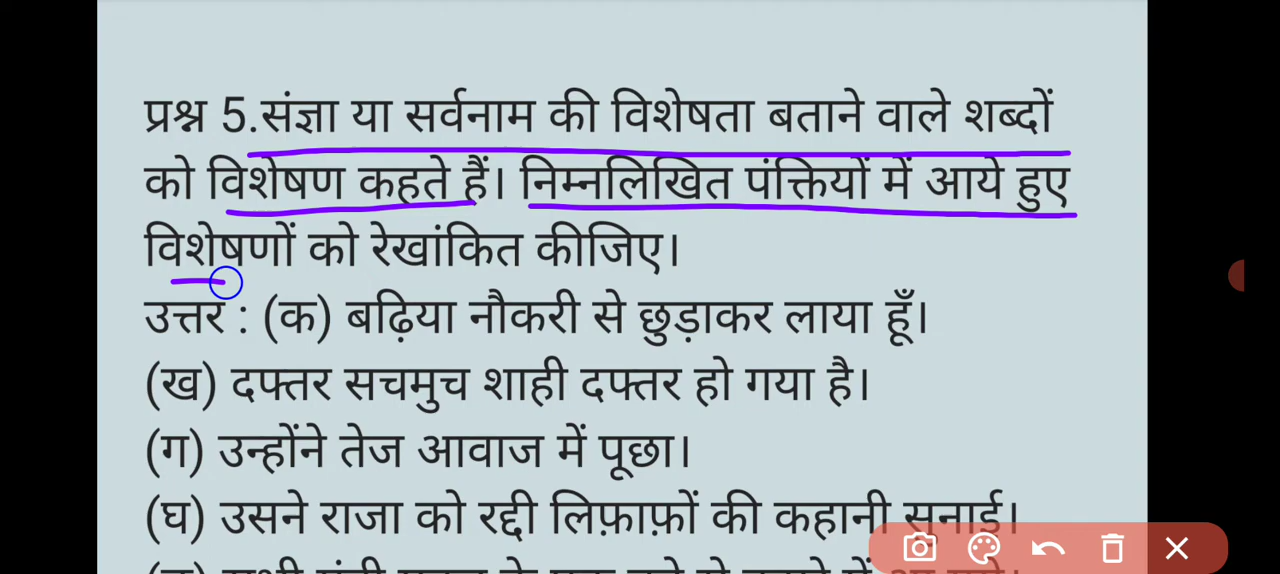 प्रश्न 5.संज्ञा या सर्वनाम की विशेषता बताने वाले शब्दों
को विशेषण कहते हैं। निम्नलिखित पंक्तियों में आये हुए
विशेषणों को रेखांकित कीजिए।
उत्तर : (क) बढ़िया नौकरी से छुड़ाकर लाया हूँ।
(ख) दफ्तर सचमुच शाही दफ्तर हो गया है।
(ग) उन्होंने तेज आवाज में पूछा।
(घ) उसने राजा को रद्दी लिफ़ाफ़ों की कहानी सुनाई।